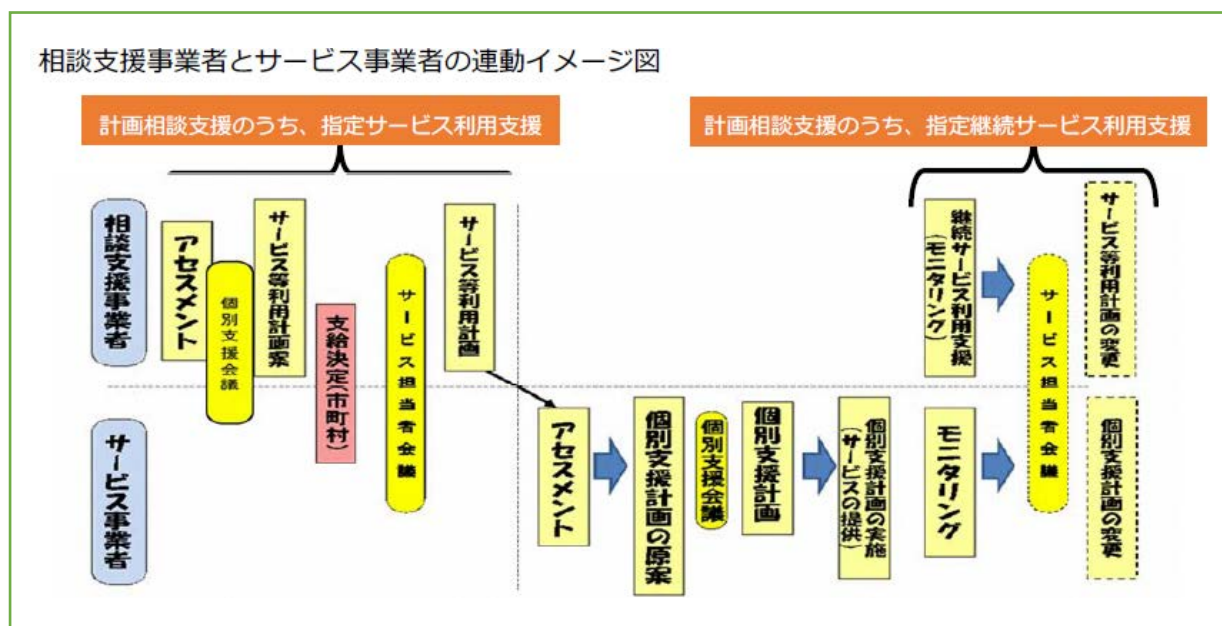 相談支援事業者とサービス事業者の連動イメージ図
計画相談支援のうち、指定サービス利用支援
計画相談支援のうち、指定継続サービス利用支援
相談支援事業者
アセスメント
個別支援会議
サービス等利用計画案
支給決定(市町村)
サービス担当者会議
サービス等利用計画
継続サービス利用支援
(モニタリング)
サービス担当者会議
サービス等利用計画の変更
サービス事業者
アセスメント
個別支援計画の原案
個別支援会議
個別支援計画
個別支援計画の実施
(サービスの提供)
モニタリング
個別支援計画の変更